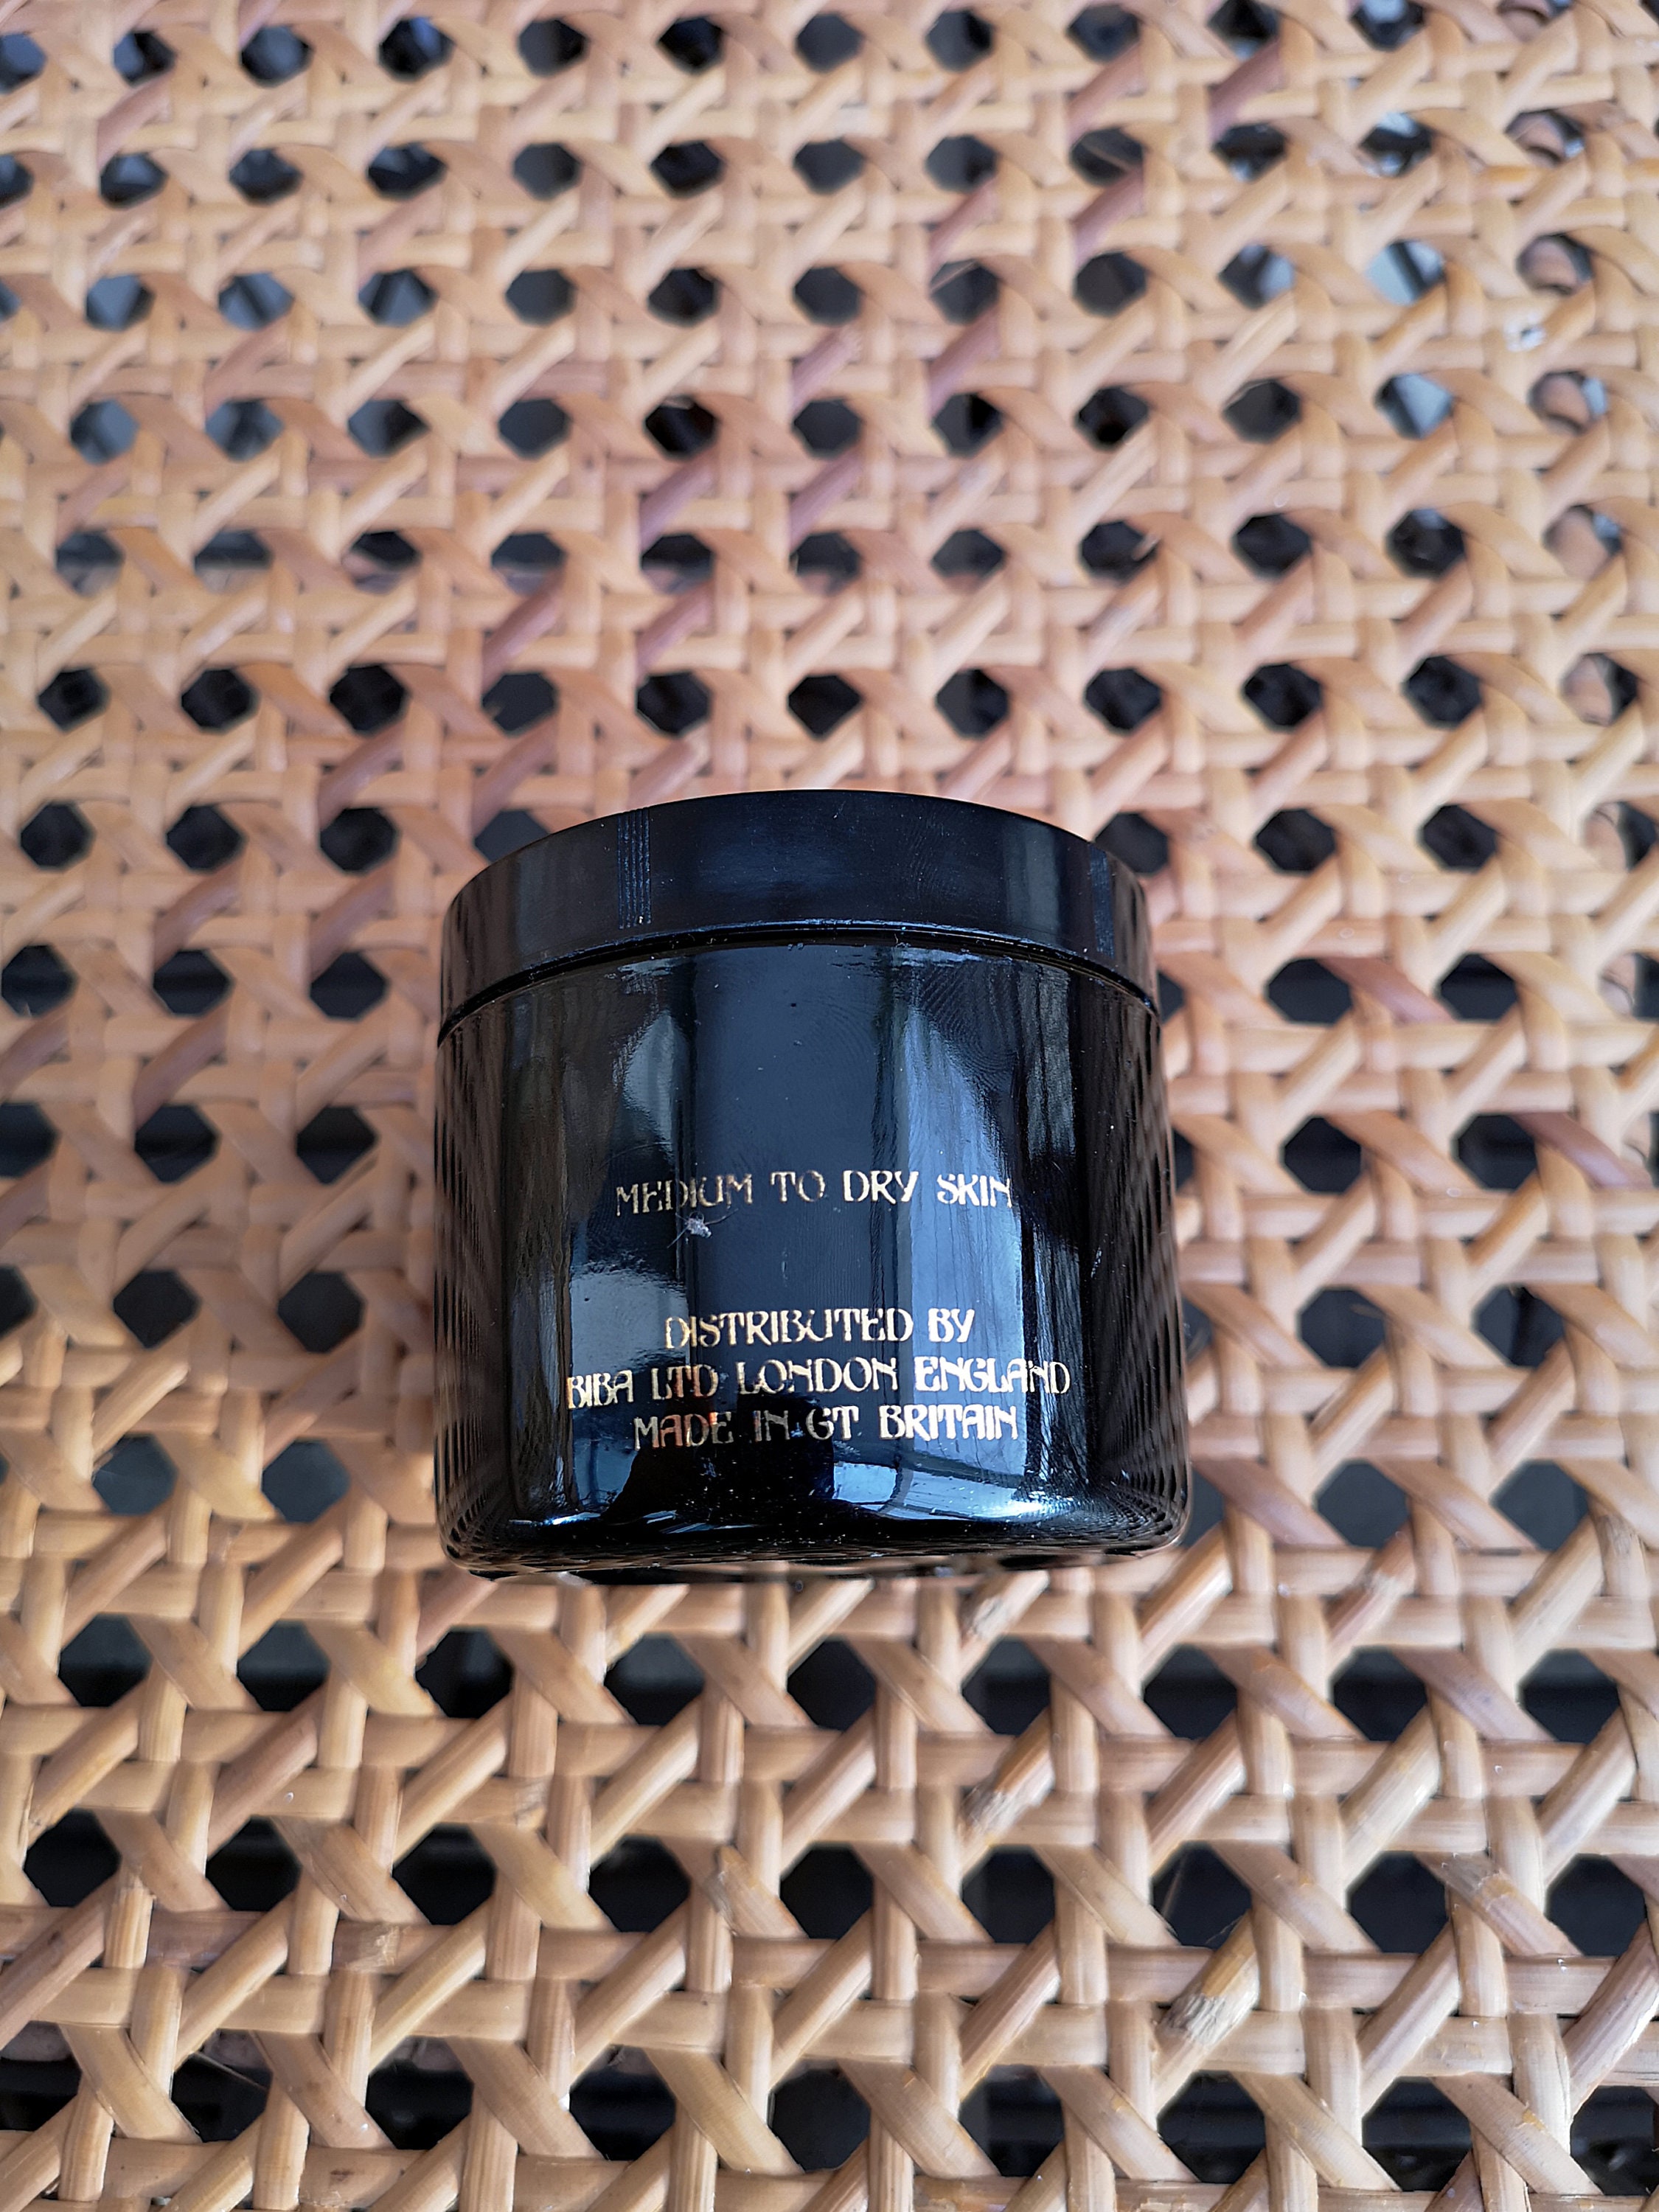 MEDIUM TO DRY SKIN
DISTRIBUTED BY
BIBA LTD LONDON ENGLAND
MADE IN GT BRITAIN